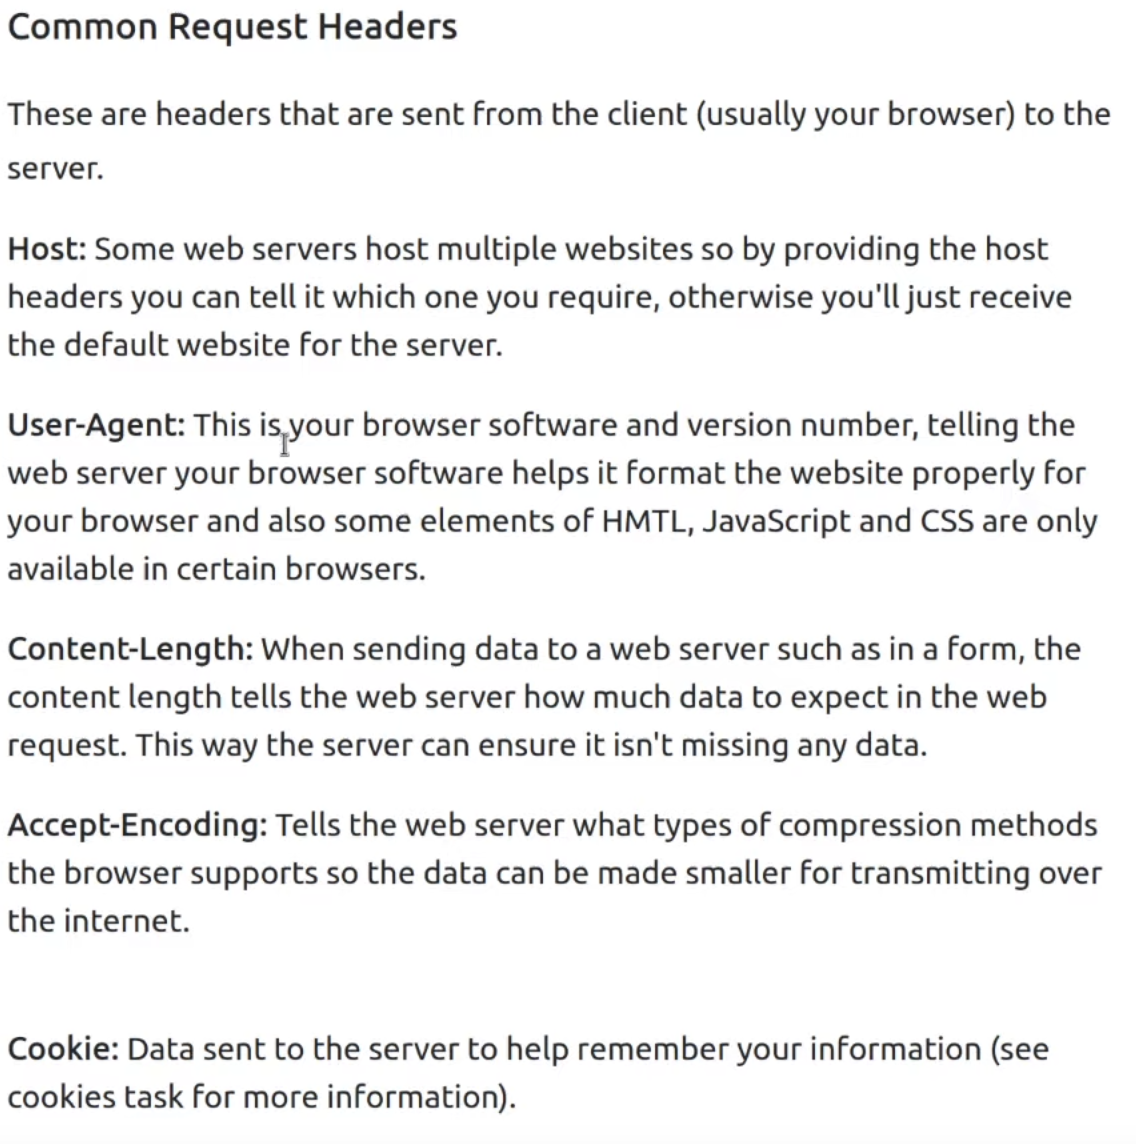 Common Request Headers
These are headers that are sent from the client (usually your browser) to the
server.
Host: Some web servers host multiple websites so by providing the host
headers you can tell it which one you require, otherwise you'll just receive
the default website for the server.
User-Agent: This is your browser software and version number, telling the
web server your browser software helps it format the website properly for
your browser and also some elements of HMTL, JavaScript and CSS are only
available in certain browsers.
Content-Length: When sending data to a web server such as in a form, the
content length tells the web server how much data to expect in the web
request. This way the server can ensure it isn't missing any data.
Accept-Encoding: Tells the web server what types of compression methods
the browser supports so the data can be made smaller for transmitting over
the internet.
Cookie: Data sent to the server to help remember your information (see
cookies task for more information).